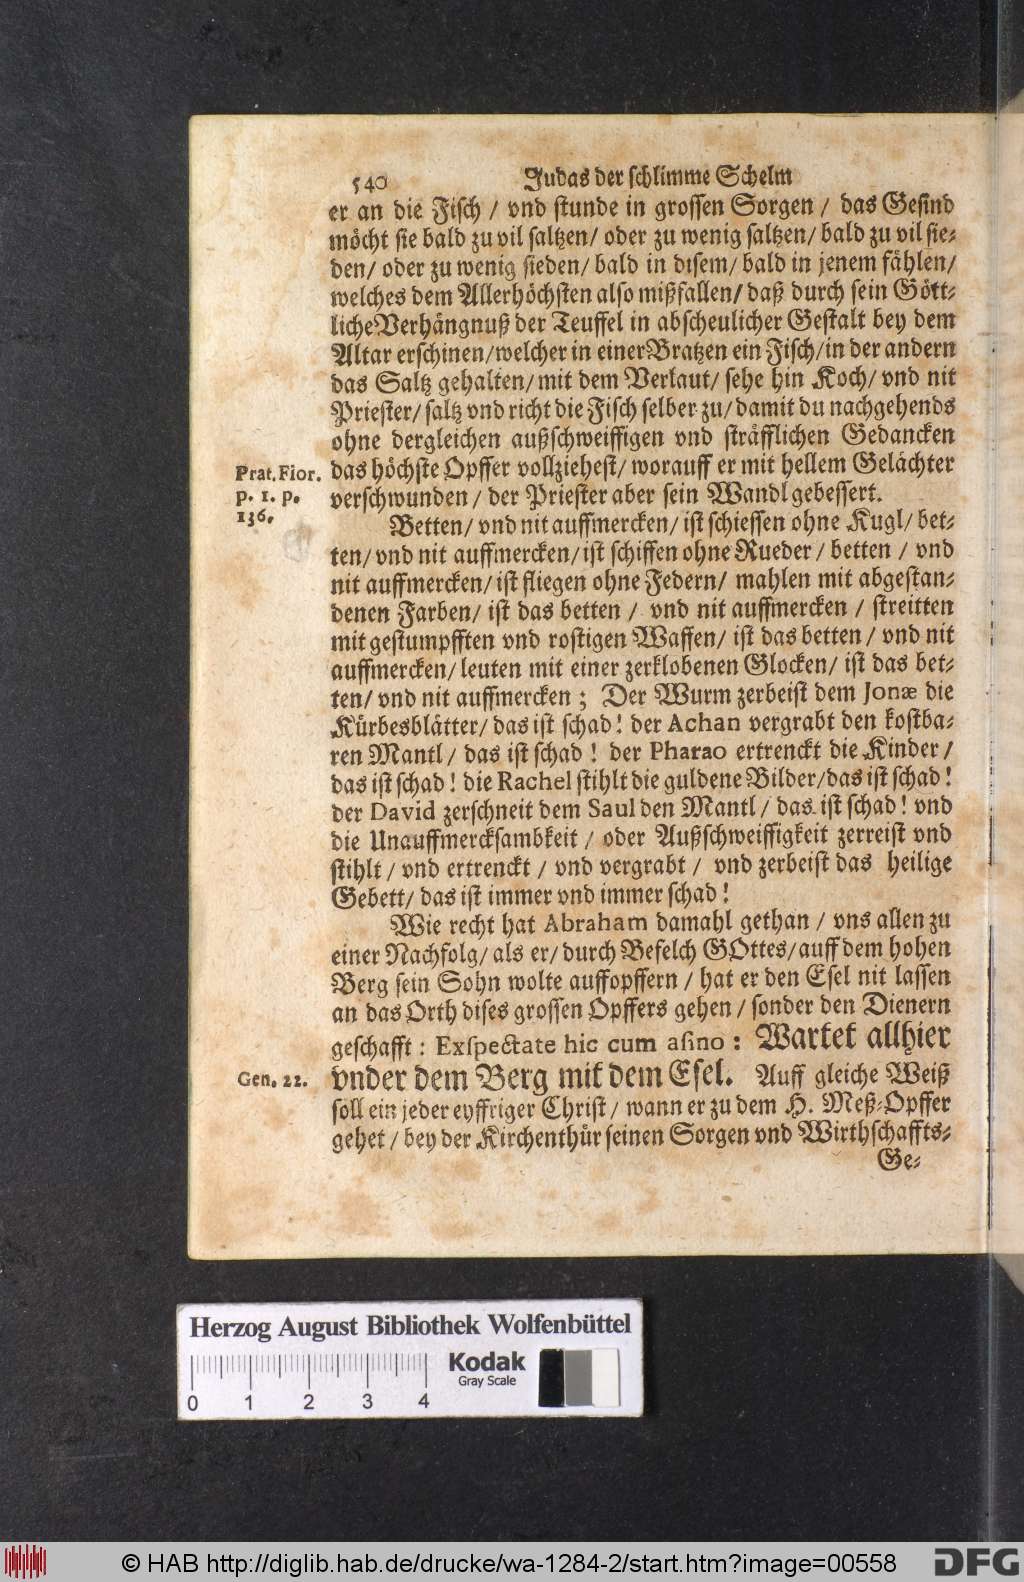 540 Judas der schlimme Schelm
er an die Fisch / vnd stunde in grossen Sorgen / das Gesind
möcht sie bald zu vil saltzen / oder zu wenig saltzen / bald zu vil sie-
den / oder zu wenig sieden / bald in disem / bald in jenem fählen /
welches dem Allerhöchsten also mißfallen / daß durch sein Gött-
liche Verhängnuß der Teuffel in abscheulicher Gestalt bey dem
Altar erschinen / welcher in einer Bratzen ein Fisch / in der andern
das Saltz gehalten / mit dem Verlaut / sehe hin Koch / vnd nit
Priester / saltz vnd richt die Fisch selber zu / damit du nachgehends
ohne dergleichen außschweiffigen vnd sträfflichen Gedancken
das höchste Opffer vollziehest / worauff er mit hellem Gelächter
verschwunden / der Priester aber sein Wandl gebessert.
Prat. Fior.
p. 1. p.
136.
Betten / vnd nit auffmercken / ist schiessen ohne Kugl / bet-
ten / vnd nit auffmercken / ist schiffen ohne Rueder / betten / vnd
nit auffmercken / ist fliegen ohne Federn / mahlen mit abgestan-
denen Farben / ist das betten / vnd nit auffmercken / streitten
mit gestumpfften vnd rostigen Waffen / ist das betten / vnd nit
auffmercken / leuten mit einer zerklobenen Glocken / ist das bet-
ten / vnd nit auffmercken ; Der Wurm zerbeist dem Jonæ die
Kürbesblätter / das ist schad ! der Achan vergrabt den kostba-
ren Mantl / das ist schad ! der Pharao ertrenckt die Kinder /
das ist schad ! die Rachel stihlt die guldene Bilder / das ist schad !
der David zerschneit dem Saul den Mantl / das ist schad ! vnd
die Unauffmercksambkeit / oder Außschweiffigkeit zerreist vnd
stihlt / vnd ertrenckt / vnd vergrabt / vnd zerbeist das heilige
Gebett / das ist immer vnd immer schad !
Wie recht hat Abraham damahl gethan / vns allen zu
einer Nachfolg / als er / durch Befelch GOttes / auff dem hohen
Berg sein Sohn wolte auffopffern / hat er den Esel nit lassen
an das Orth dises grossen Opffers gehen / sonder den Dienern
geschafft : Exspectate hic cum asino : Wartet allhier
vnder dem Berg mit dem Esel. Auff gleiche Weiß
Gen. 22.
soll ein jeder eyffriger Christ / wann er zu dem H. Meß-Opffer
gehet / bey der Kirchenthür seinen Sorgen vnd Wirthschaffts-
Ge-
Herzog August Bibliothek Wolfenbüttel
Kodak
Gray Scale
0 1 2 3 4
© HAB http://diglib.hab.de/drucke/wa-1284-2/start.htm?image=00558
DFG